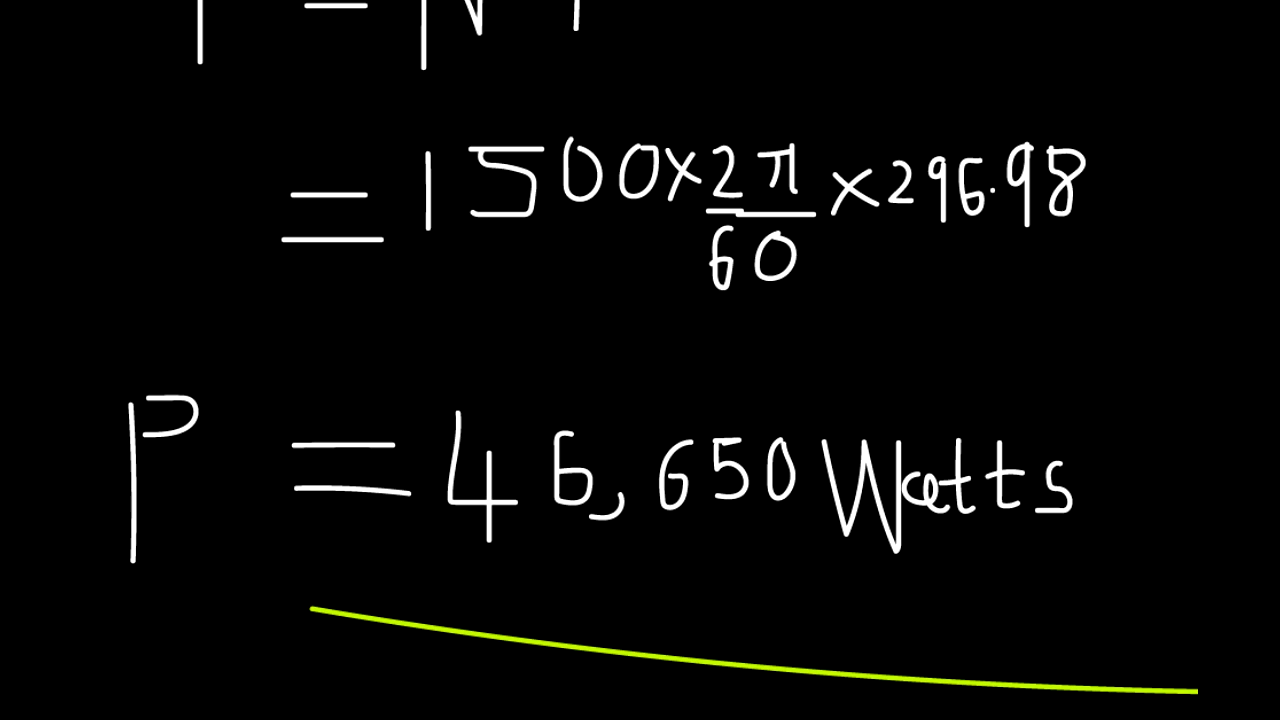 = 1500×2π/60×296.98
P = 46,650 Watts